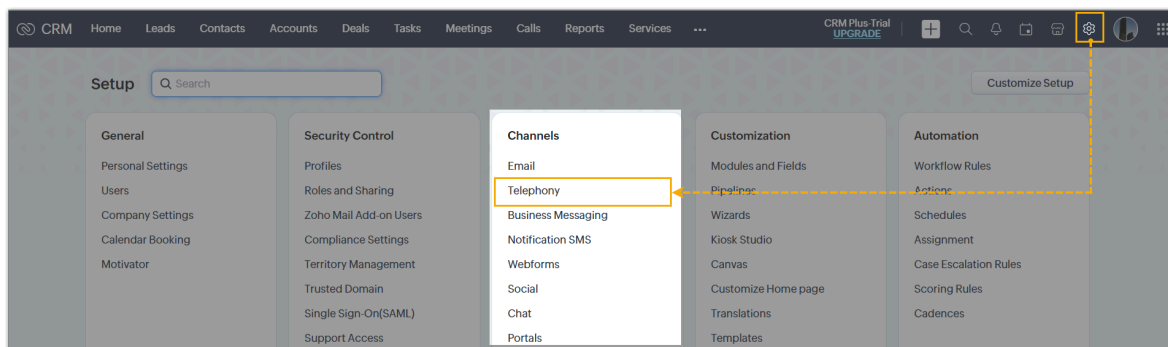 CRM Home Leads Contacts Accounts Deals Tasks Meetings Calls Reports Services ... CRM Plus-Trial
UPGRADE
Setup Search Customize Setup
General
Personal Settings
Users
Company Settings
Calendar Booking
Motivator
Security Control
Profiles
Roles and Sharing
Zoho Mail Add-on Users
Compliance Settings
Territory Management
Trusted Domain
Single Sign-On(SAML)
Support Access
Channels
Email
Telephony
Business Messaging
Notification SMS
Webforms
Social
Chat
Portals
Customization
Modules and Fields
Pipelines
Wizards
Kiosk Studio
Canvas
Customize Home page
Translations
Templates
Automation
Workflow Rules
Actions
Schedules
Assignment
Case Escalation Rules
Scoring Rules
Cadences